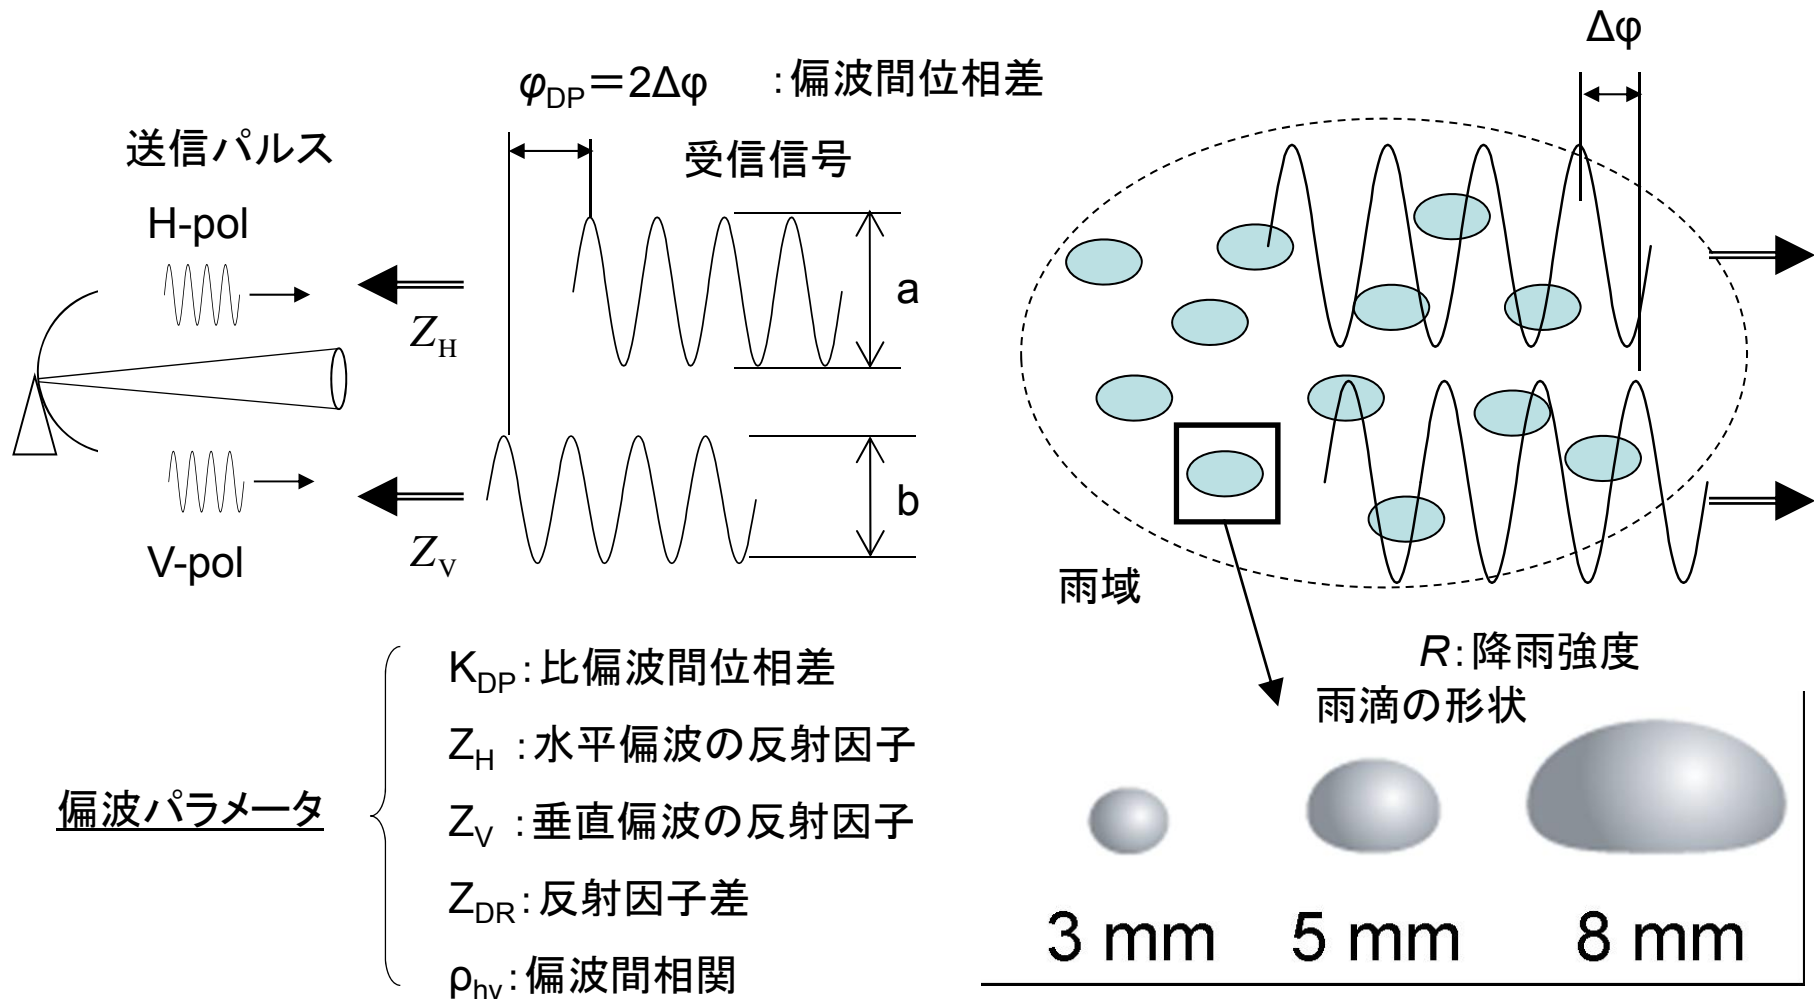 Δφ
φDP＝2Δφ　：偏波間位相差
送信パルス
受信信号
H-pol
a
ZH
b
ZV
V-pol
雨域
R：降雨強度
雨滴の形状
KDP：比偏波間位相差
ZH ：水平偏波の反射因子
偏波パラメータ
ZV ：垂直偏波の反射因子
ZDR：反射因子差
ρhv：偏波間相関
3 mm 5 mm 8 mm